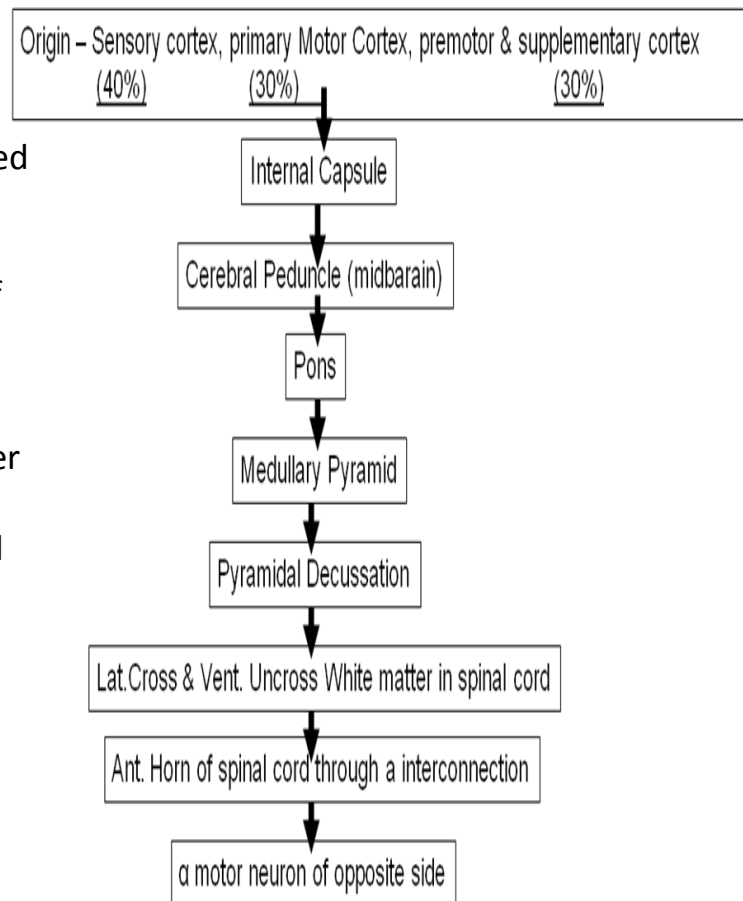 Origin – Sensory cortex, primary Motor Cortex, premotor & supplementary cortex
(40%) (30%) (30%)
ed
Internal Capsule
Cerebral Peduncle (midbarain)
Pons
er
Medullary Pyramid
Pyramidal Decussation
Lat.Cross & Vent. Uncross White matter in spinal cord
Ant. Horn of spinal cord through a interconnection
α motor neuron of opposite side